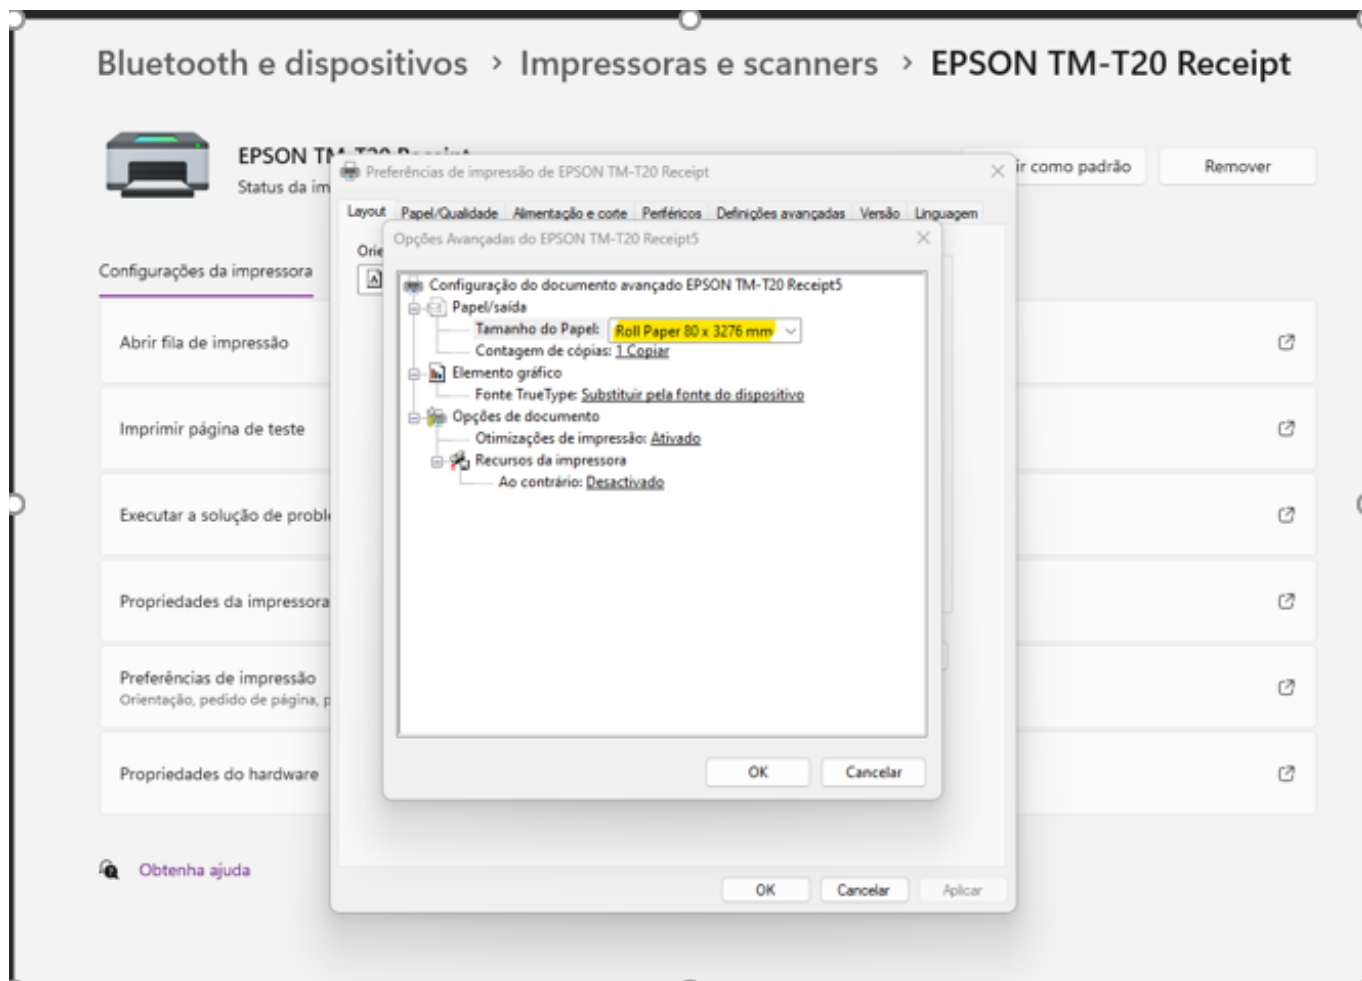 Bluetooth e dispositivos > Impressoras e scanners > EPSON TM-T20 Receipt
EPSON TM-T20 Receipt
Status da im
ir como padrão
Remover
Configurações da impressora
Abrir fila de impressão
Imprimir página de teste
Executar a solução de proble
Propriedades da impressora
Preferências de impressão
Orientação, pedido de página, p
Propriedades do hardware
Obtenha ajuda
Preferências de impressão de EPSON TM-T20 Receipt
Layout Papel/Qualidade Alimentação e corte Periféricos Definições avançadas Versão Linguagem
Orie
Opções Avançadas do EPSON TM-T20 Receipt5
Configuração do documento avançado EPSON TM-T20 Receipt5
Papel/saída
Tamanho do Papel: Roll Paper 80 x 3276 mm
Contagem de cópias: 1 Copiar
Elemento gráfico
Fonte TrueType: Substituir pela fonte do dispositivo
Opções de documento
Otimizações de impressão: Ativado
Recursos da impressora
Ao contrário: Desactivado
OK Cancelar
OK Cancelar Aplicar